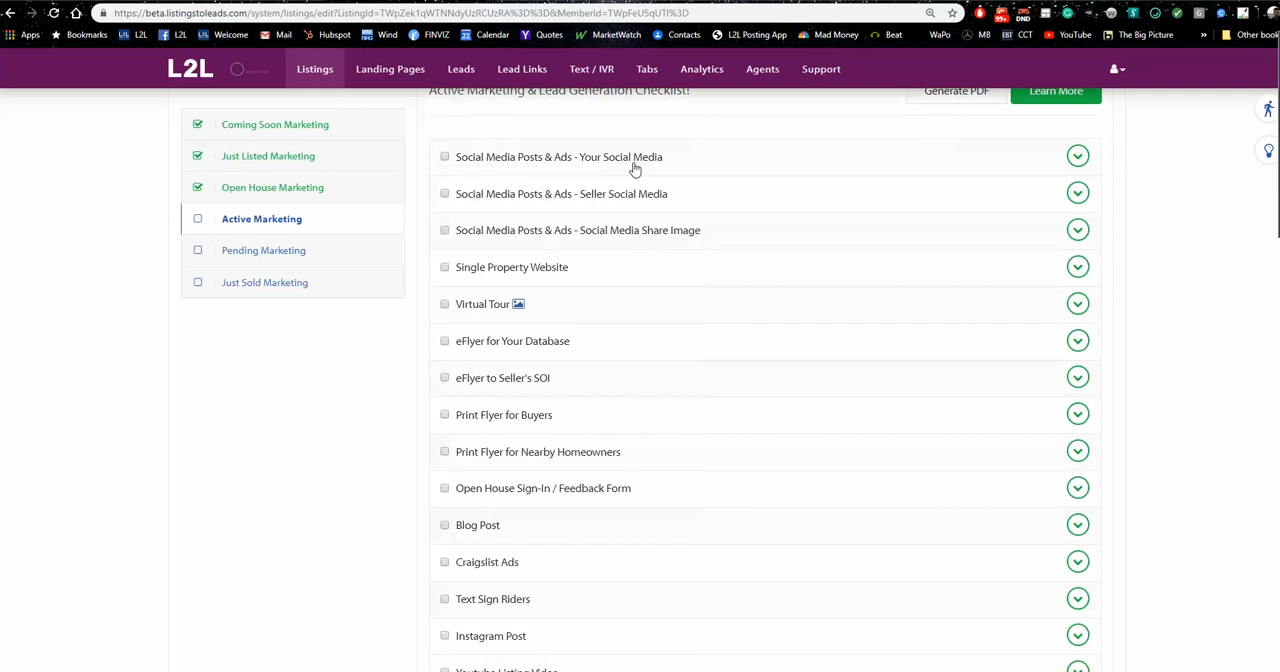 https://beta.listingstoleads.com/system/listings/edit?ListingId=TWpZek1qWTNNdyUzRCUzRA%3D%3D&MemberId=TWpFeU5qUTI%3D
Apps Bookmarks L2L L2L Welcome Mail Hubspot Wind FINVIZ Calendar Quotes MarketWatch Contacts L2L Posting App Mad Money Beat WaPo MB CCT YouTube The Big Picture » Other book
L2L Listings Landing Pages Leads Lead Links Text / IVR Tabs Analytics Agents Support
Active Marketing & Lead Generation Checklist! Generate PDF Learn More
Coming Soon Marketing
Just Listed Marketing
Open House Marketing
Active Marketing
Pending Marketing
Just Sold Marketing
Social Media Posts & Ads - Your Social Media
Social Media Posts & Ads - Seller Social Media
Social Media Posts & Ads - Social Media Share Image
Single Property Website
Virtual Tour
eFlyer for Your Database
eFlyer to Seller's SOI
Print Flyer for Buyers
Print Flyer for Nearby Homeowners
Open House Sign-In / Feedback Form
Blog Post
Craigslist Ads
Text Sign Riders
Instagram Post
Youtube Listing Video